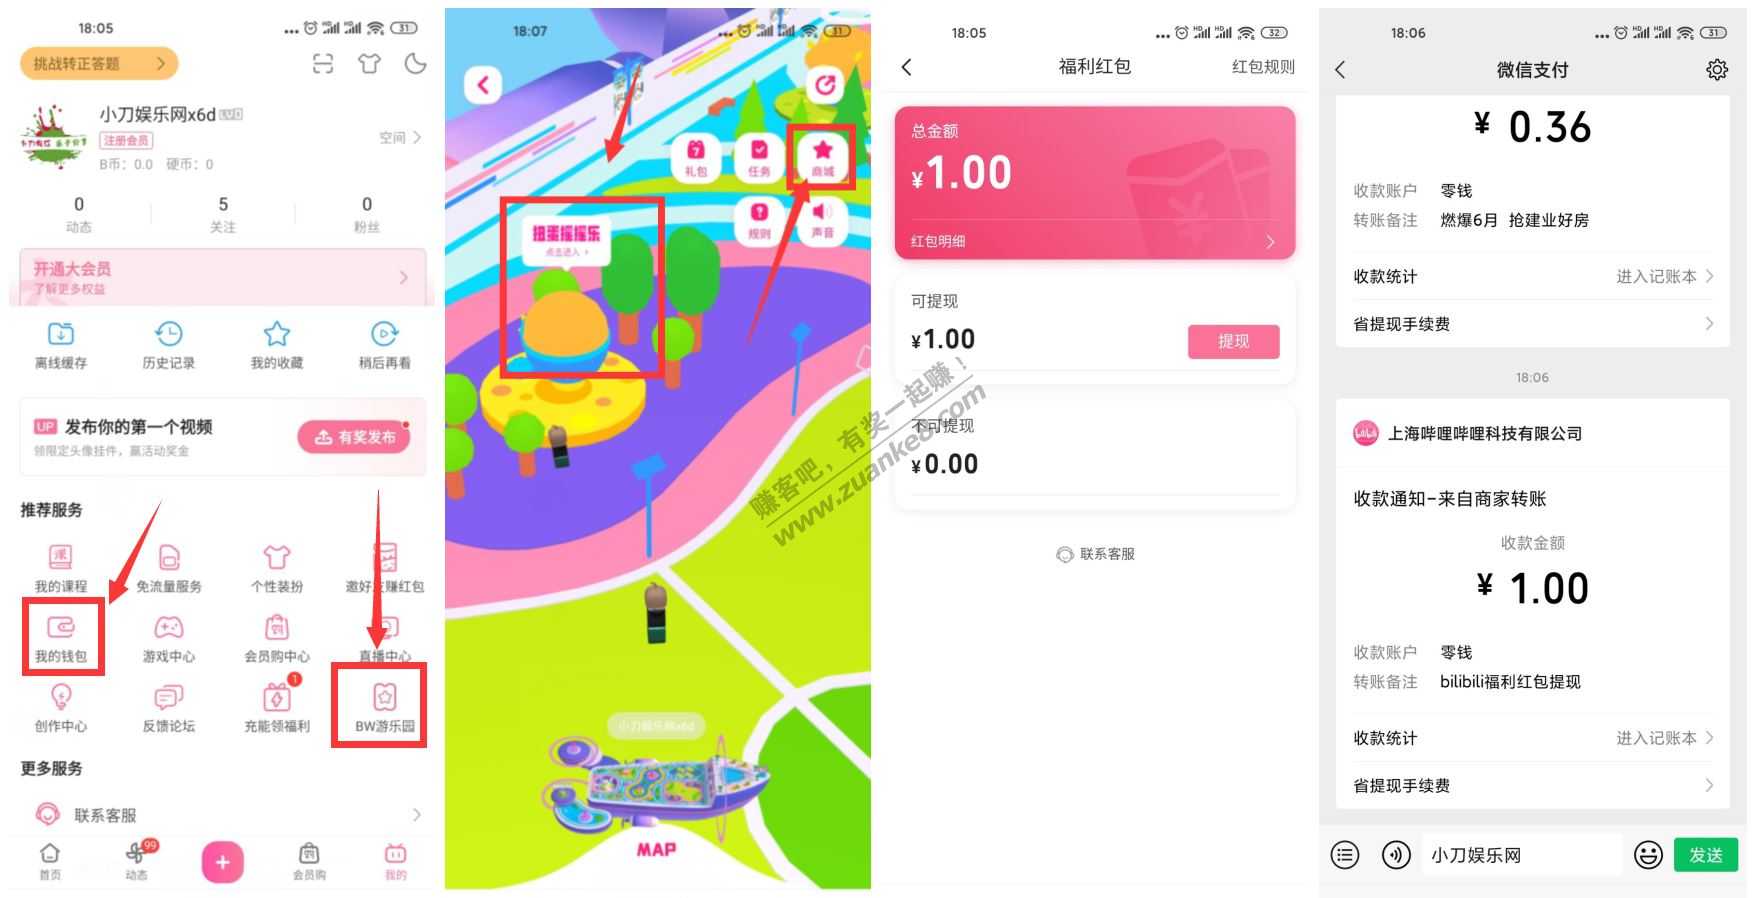 18:05
31
挑战转正答题
小刀娱乐网x6d LV0
注册会员
空间
B币：0.0 硬币：0
0
5
0
动态
关注
粉丝
开通大会员
了解更多权益
离线缓存
历史记录
我的收藏
稍后再看
UP 发布你的第一个视频
领限定头像挂件，赢活动奖金
有奖发布
推荐服务
我的课程
免流量服务
个性装扮
邀好友赚红包
我的钱包
游戏中心
会员购中心
直播中心
1
创作中心
反馈论坛
充能领福利
BW游乐园
更多服务
联系客服
99
首页
动态
会员购
我的
18:07
31
礼包
任务
商城
规则
声音
扭蛋摇摇乐
点击进入
小刀娱乐网x6d
MAP
18:05
32
福利红包
红包规则
总金额
¥1.00
红包明细
可提现
¥1.00
提现
不可提现
¥0.00
联系客服
赚客吧，有奖一起赚！
www.zuanke8.com
18:06
31
微信支付
¥ 0.36
收款账户 零钱
转账备注 燃爆6月 抢建业好房
收款统计 进入记账本
省提现手续费
18:06
bilibili 上海哔哩哔哩科技有限公司
收款通知-来自商家转账
收款金额
¥ 1.00
收款账户 零钱
转账备注 bilibili福利红包提现
收款统计 进入记账本
省提现手续费
小刀娱乐网
发送